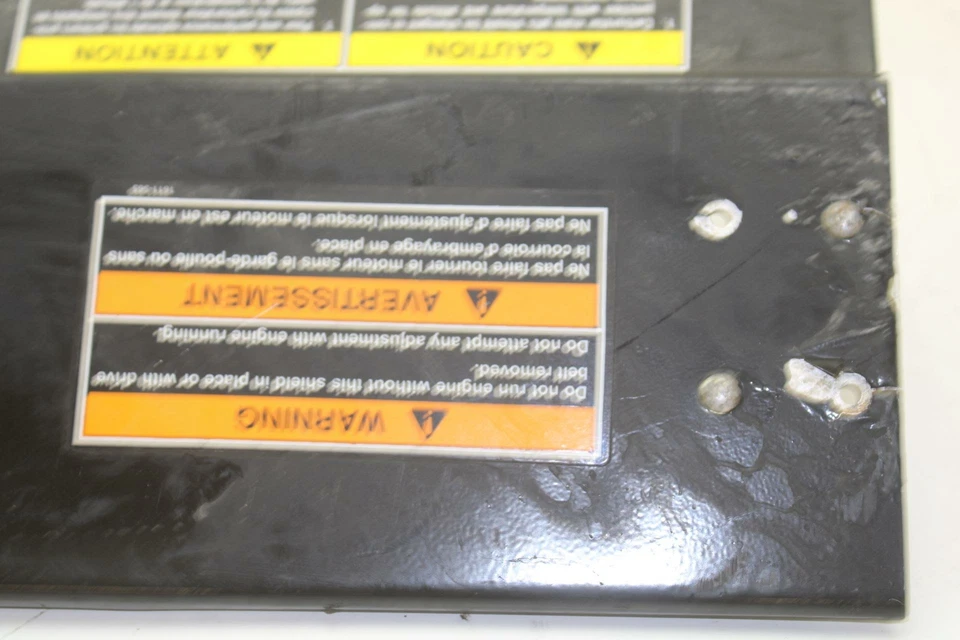 WARNING
Do not run engine without this shield in place or with drive
belt removed.
Do not attempt any adjustment with engine running.
AVERTISSEMENT
Ne pas faire tourner le moteur sans le garde-poulie ou sans
la courroie d'embrayage en place.
Ne pas faire d'ajustement lorsque le moteur est en marche.
CAUTION
1.
ATTENTION
1.